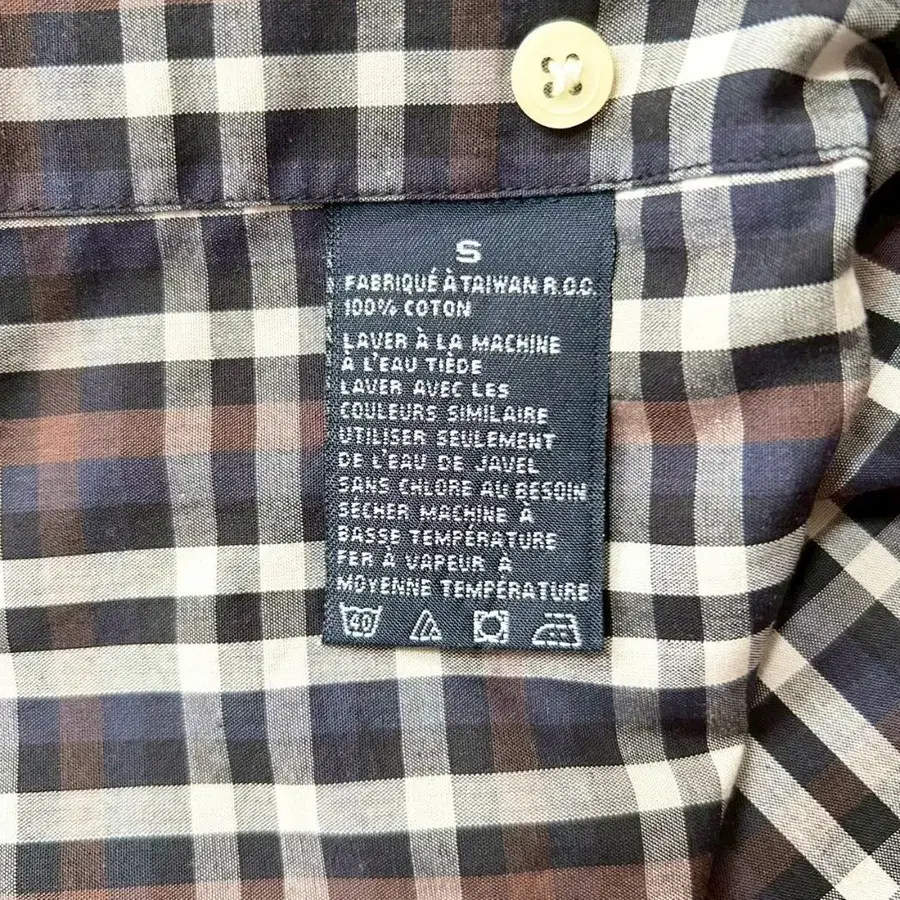 S
FABRIQUÉ À TAIWAN R.O.C.
100% COTON
LAVER À LA MACHINE
À L'EAU TIÈDE
LAVER AVEC LES
COULEURS SIMILAIRE
UTILISER SEULEMENT
DE L'EAU DE JAVEL
SANS CHLORE AU BESOIN
SÉCHER MACHINE À
BASSE TEMPÉRATURE
FER À VAPEUR À
MOYENNE TEMPÉRATURE
40